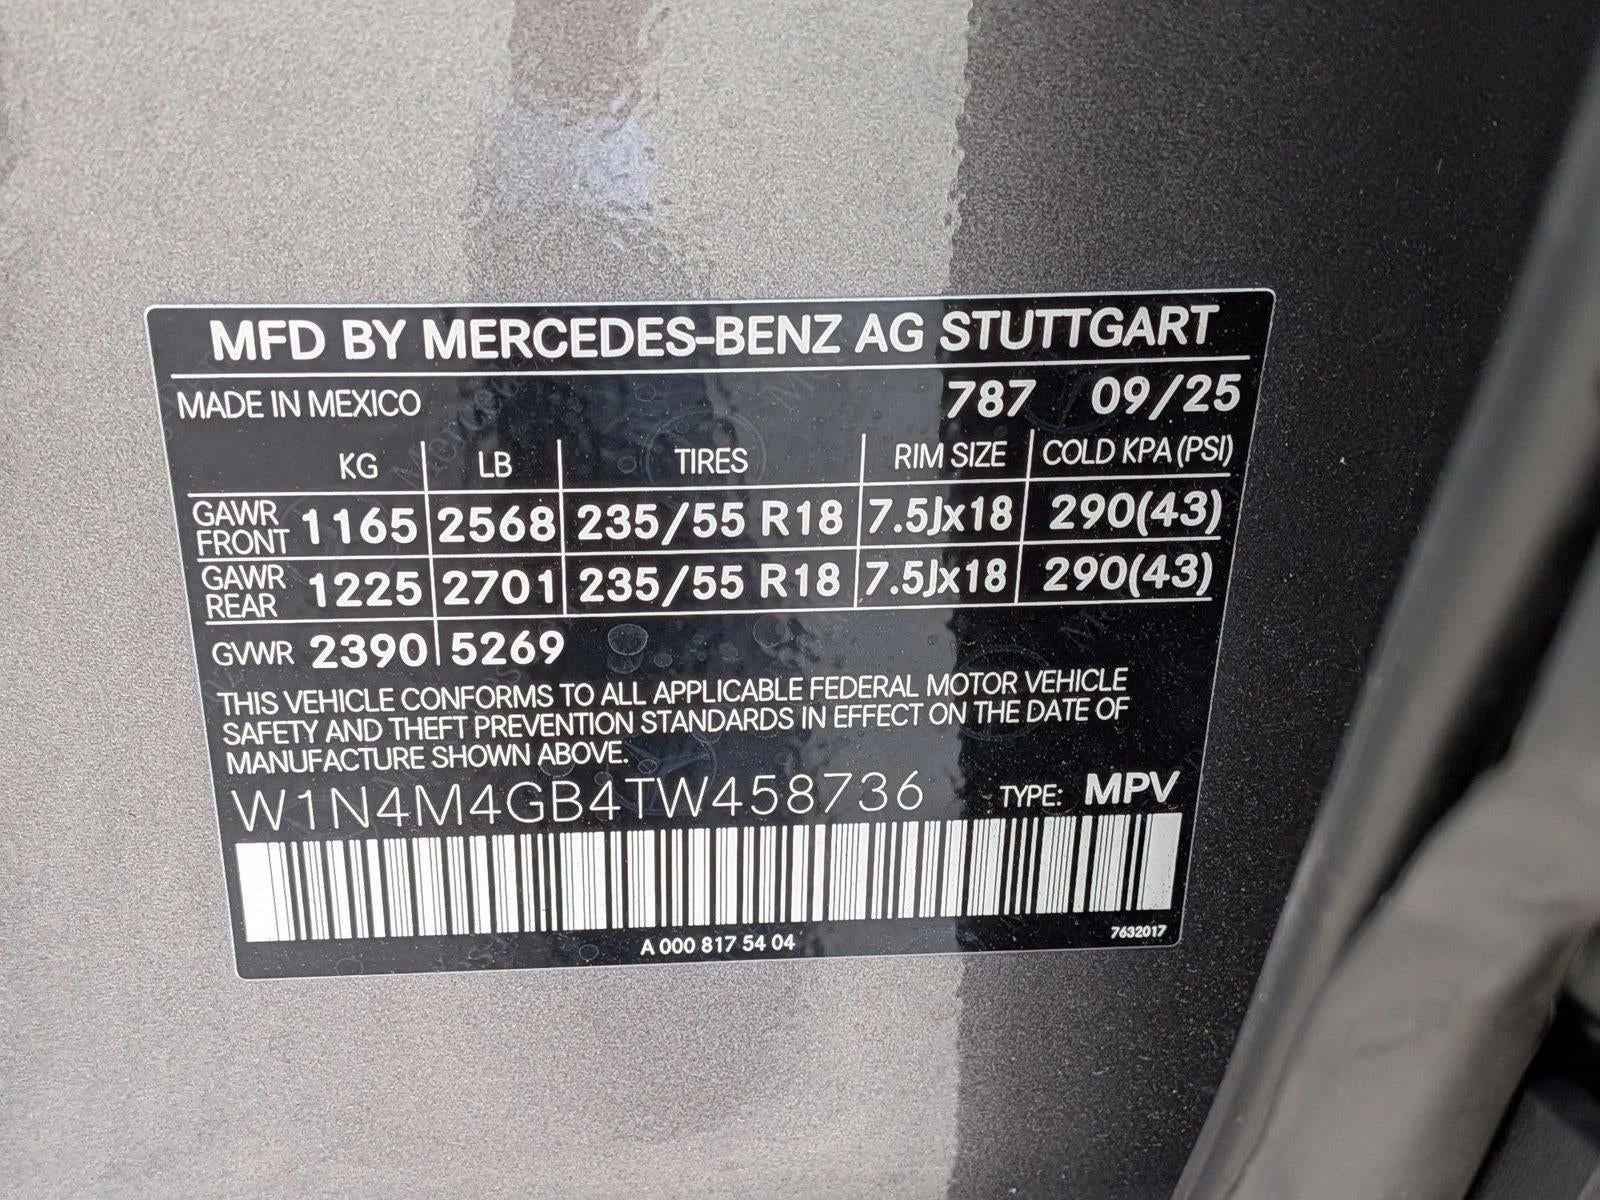 MFD BY MERCEDES-BENZ AG STUTTGART
MADE IN MEXICO 787 09/25
KG LB TIRES RIM SIZE COLD KPA (PSI)
GAWR FRONT 1165 2568 235/55 R18 7.5Jx18 290(43)
GAWR REAR 1225 2701 235/55 R18 7.5Jx18 290(43)
GVWR 2390 5269
THIS VEHICLE CONFORMS TO ALL APPLICABLE FEDERAL MOTOR VEHICLE
SAFETY AND THEFT PREVENTION STANDARDS IN EFFECT ON THE DATE OF
MANUFACTURE SHOWN ABOVE.
W1N4M4GB4TW458736 TYPE: MPV
A 000 817 54 04 7632017